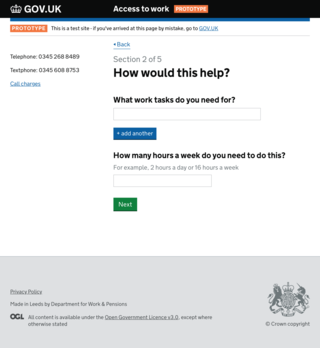 GOV.UK
Access to work PROTOTYPE
PROTOTYPE This is a test site - if you've arrived at this page by mistake, go to GOV.UK
Back
Telephone: 0345 268 8489
Textphone: 0345 608 8753
Call charges
Section 2 of 5
How would this help?
What work tasks do you need for?
+ add another
How many hours a week do you need to do this?
For example, 2 hours a day or 16 hours a week
Next
Privacy Policy
Made in Leeds by Department for Work & Pensions
OGL All content is available under the Open Government Licence v3.0, except where
otherwise stated
© Crown copyright